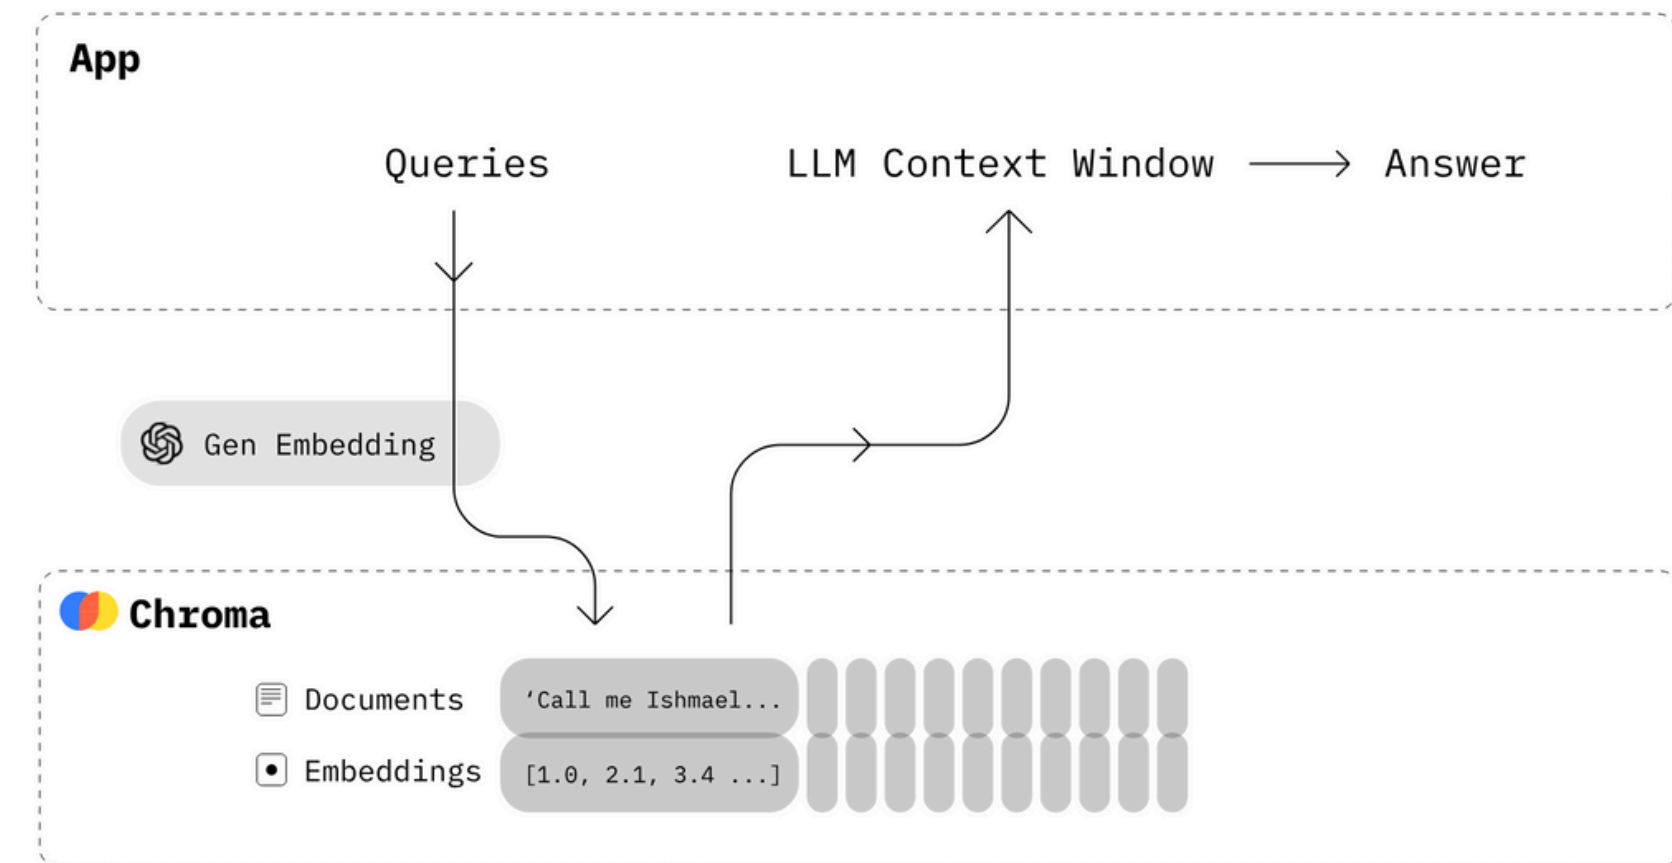 App
Queries
LLM Context Window
Answer
Gen Embedding
Chroma
Documents
‘Call me Ishmael...
Embeddings
[1.0, 2.1, 3.4 ...]